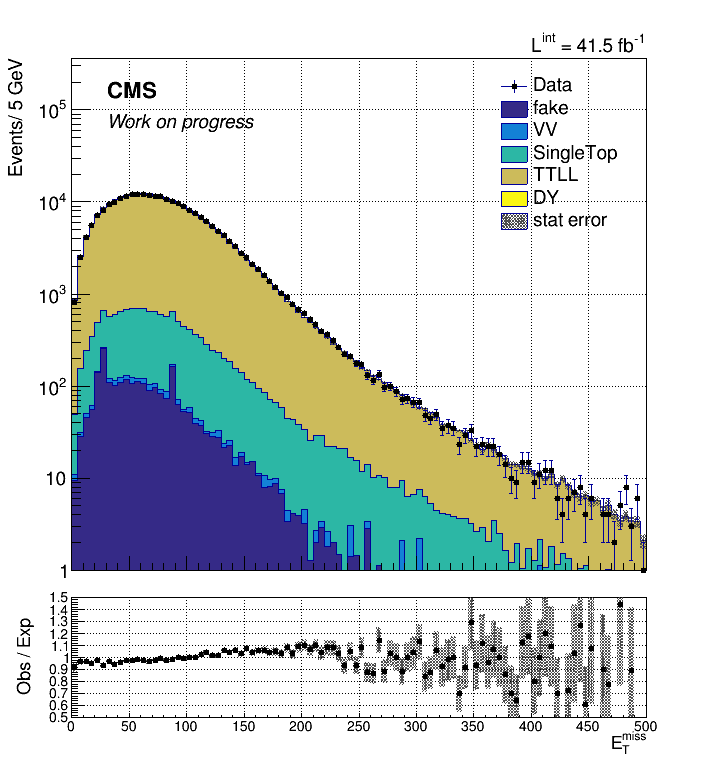 L^int = 41.5 fb^-1
Events/ 5 GeV
CMS
Work on progress
Data
fake
VV
SingleTop
TTLL
DY
stat error
10^5
10^4
10^3
10^2
10
1
Obs / Exp
1.5
1.4
1.3
1.2
1.1
1
0.9
0.8
0.7
0.6
0.5
0 50 100 150 200 250 300 350 400 450 500
E_T^miss